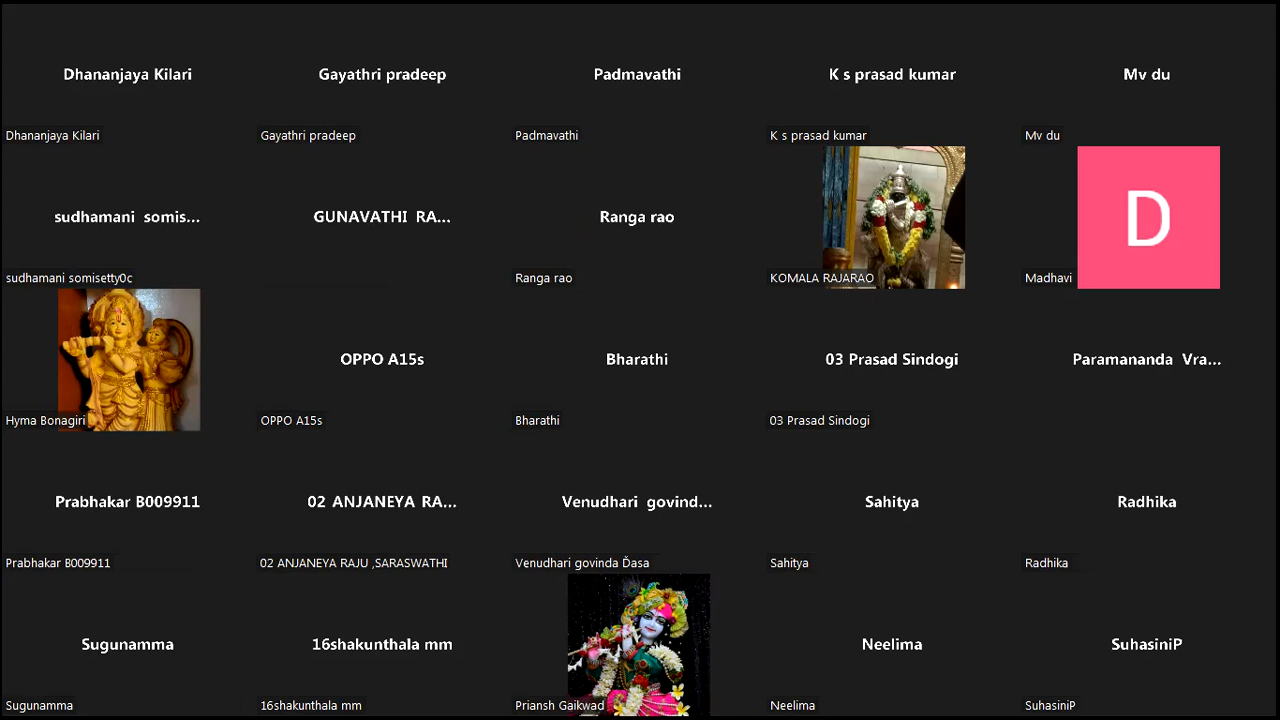 Dhananjaya Kilari
Gayathri pradeep
Padmavathi
K s prasad kumar
Mv du
Dhananjaya Kilari
Gayathri pradeep
Padmavathi
K s prasad kumar
Mv du
sudhamani somis...
GUNAVATHI RA...
Ranga rao
D
sudhamani somisetty0c
Ranga rao
KOMALA RAJARAO
Madhavi
OPPO A15s
Bharathi
03 Prasad Sindogi
Paramananda Vra...
Hyma Bonagiri
OPPO A15s
Bharathi
03 Prasad Sindogi
Prabhakar B009911
02 ANJANEYA RA...
Venudhari govind...
Sahitya
Radhika
Prabhakar B009911
02 ANJANEYA RAJU ,SARASWATHI
Venudhari govinda Ďasa
Sahitya
Radhika
Sugunamma
16shakunthala mm
Neelima
SuhasiniP
Sugunamma
16shakunthala mm
Priansh Gaikwad
Neelima
SuhasiniP